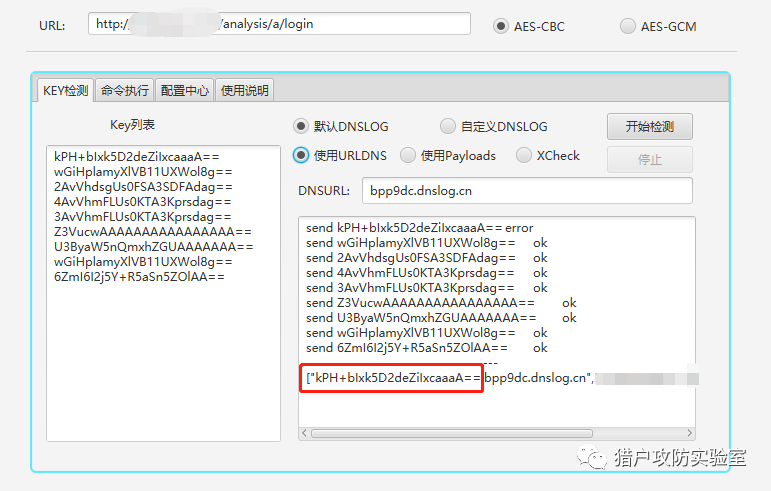 URL:
http://
/analysis/a/login
AES-CBC
AES-GCM
KEY检测
命令执行
配置中心
使用说明
Key列表
kPH+bIxk5D2deZiIxcaaaA==
wGiHplamyXlVB11UXWol8g==
2AvVhdsgUs0FSA3SDFAdag==
4AvVhmFLUs0KTA3Kprsdag==
3AvVhmFLUs0KTA3Kprsdag==
Z3VucwAAAAAAAAAAAAAAAA==
U3ByaW5nQmxhZGUAAAAAAA==
wGiHplamyXlVB11UXWol8g==
6ZmI6I2j5Y+R5aSn5ZOlAA==
默认DNSLOG
自定义DNSLOG
开始检测
使用URLDNS
使用Payloads
XCheck
停止
DNSURL:
bpp9dc.dnslog.cn
send kPH+bIxk5D2deZiIxcaaaA== error
send wGiHplamyXlVB11UXWol8g== ok
send 2AvVhdsgUs0FSA3SDFAdag== ok
send 4AvVhmFLUs0KTA3Kprsdag== ok
send 3AvVhmFLUs0KTA3Kprsdag== ok
send Z3VucwAAAAAAAAAAAAAAAA== ok
send U3ByaW5nQmxhZGUAAAAAAA== ok
send wGiHplamyXlVB11UXWol8g== ok
send 6ZmI6I2j5Y+R5aSn5ZOlAA== ok
["kPH+bIxk5D2deZiIxcaaaA==bpp9dc.dnslog.cn",
猎户攻防实验室